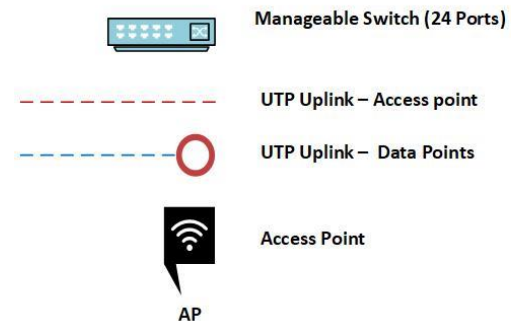 Manageable Switch (24 Ports)
UTP Uplink – Access point
UTP Uplink –  Data Points
Access Point
AP